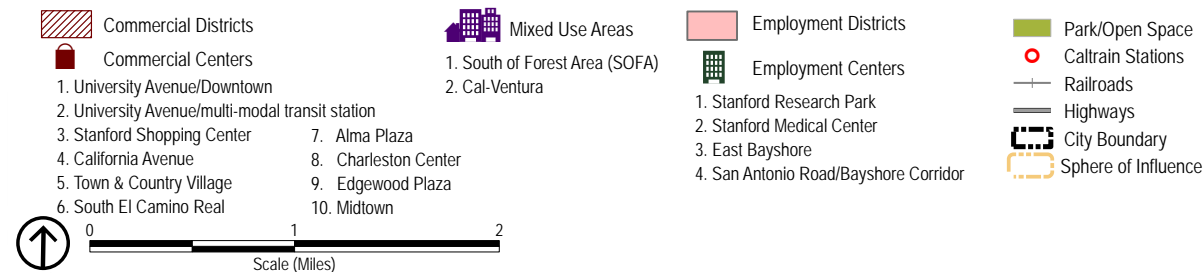 Commercial Districts
Commercial Centers
1. University Avenue/Downtown
2. University Avenue/multi-modal transit station
3. Stanford Shopping Center
4. California Avenue
5. Town & Country Village
6. South El Camino Real
7. Alma Plaza
8. Charleston Center
9. Edgewood Plaza
10. Midtown
Mixed Use Areas
1. South of Forest Area (SOFA)
2. Cal-Ventura
Employment Districts
Employment Centers
1. Stanford Research Park
2. Stanford Medical Center
3. East Bayshore
4. San Antonio Road/Bayshore Corridor
Park/Open Space
Caltrain Stations
Railroads
Highways
City Boundary
Sphere of Influence
0 1 2
Scale (Miles)